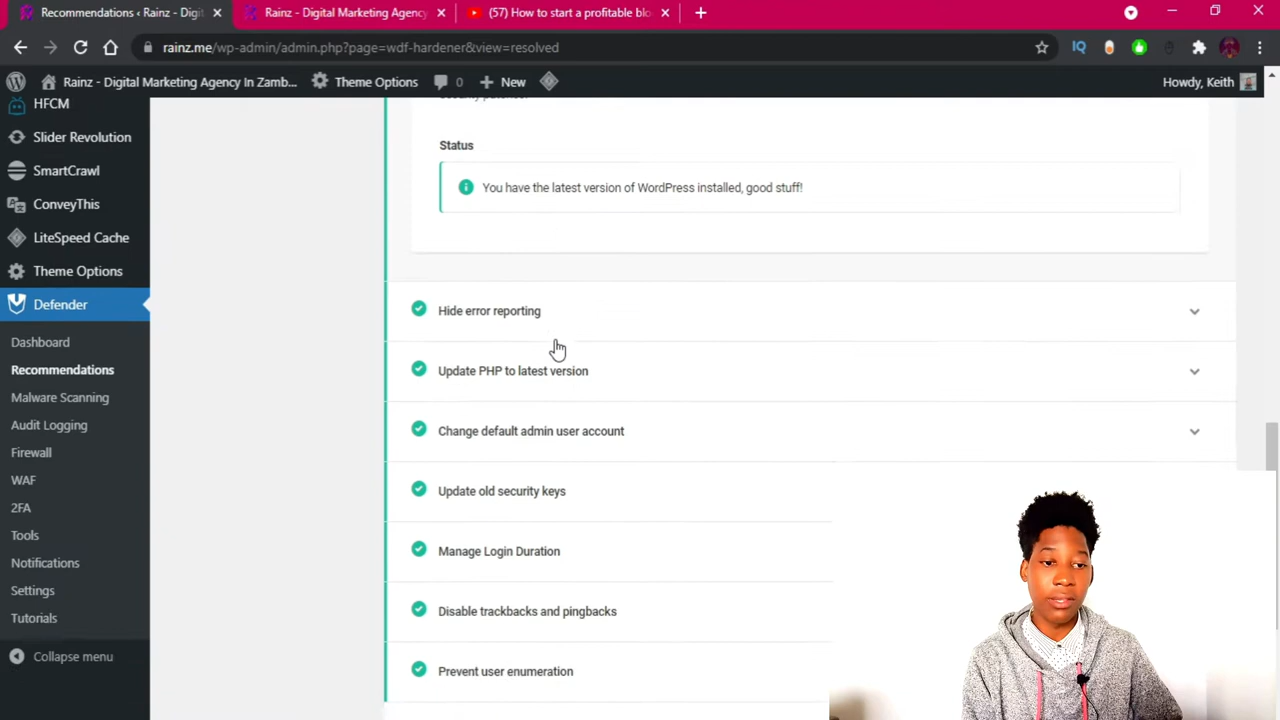 Recommendations ‹ Rainz - Digit
Rainz - Digital Marketing Agency
(57) How to start a profitable blo
rainz.me/wp-admin/admin.php?page=wdf-hardener&view=resolved
IQ
Rainz - Digital Marketing Agency In Zamb...
Theme Options
0
New
Howdy, Keith
HFCM
Slider Revolution
SmartCrawl
ConveyThis
LiteSpeed Cache
Theme Options
Defender
Dashboard
Recommendations
Malware Scanning
Audit Logging
Firewall
WAF
2FA
Tools
Notifications
Settings
Tutorials
Collapse menu
security patches.
Status
You have the latest version of WordPress installed, good stuff!
Hide error reporting
Update PHP to latest version
Change default admin user account
Update old security keys
Manage Login Duration
Disable trackbacks and pingbacks
Prevent user enumeration